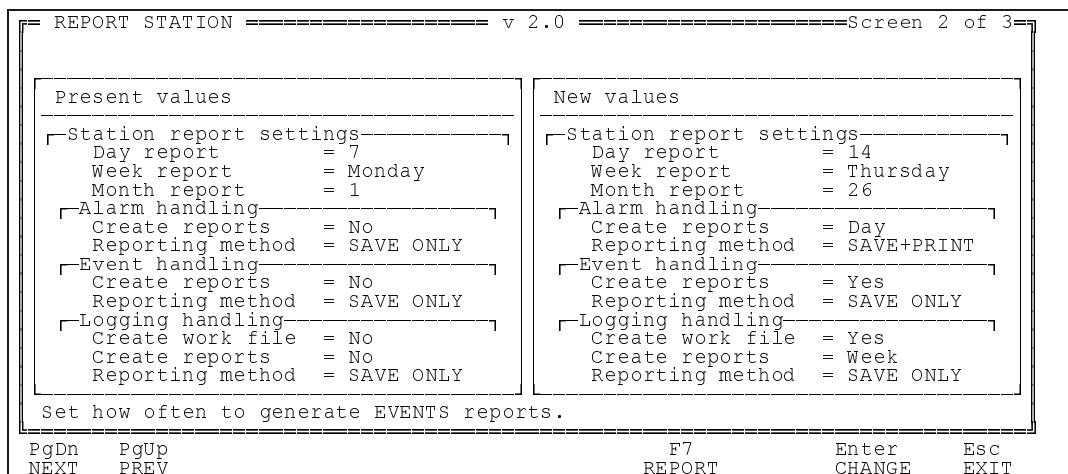 REPORT STATION v 2.0 Screen 2 of 3
Present values
Station report settings
Day report = 7
Week report = Monday
Month report = 1
Alarm handling
Create reports = No
Reporting method = SAVE ONLY
Event handling
Create reports = No
Reporting method = SAVE ONLY
Logging handling
Create work file = No
Create reports = No
Reporting method = SAVE ONLY
New values
Station report settings
Day report = 14
Week report = Thursday
Month report = 26
Alarm handling
Create reports = Day
Reporting method = SAVE+PRINT
Event handling
Create reports = Yes
Reporting method = SAVE ONLY
Logging handling
Create work file = Yes
Create reports = Week
Reporting method = SAVE ONLY
Set how often to generate EVENTS reports.
PgDn PgUp F7 Enter Esc
NEXT PREV REPORT CHANGE EXIT